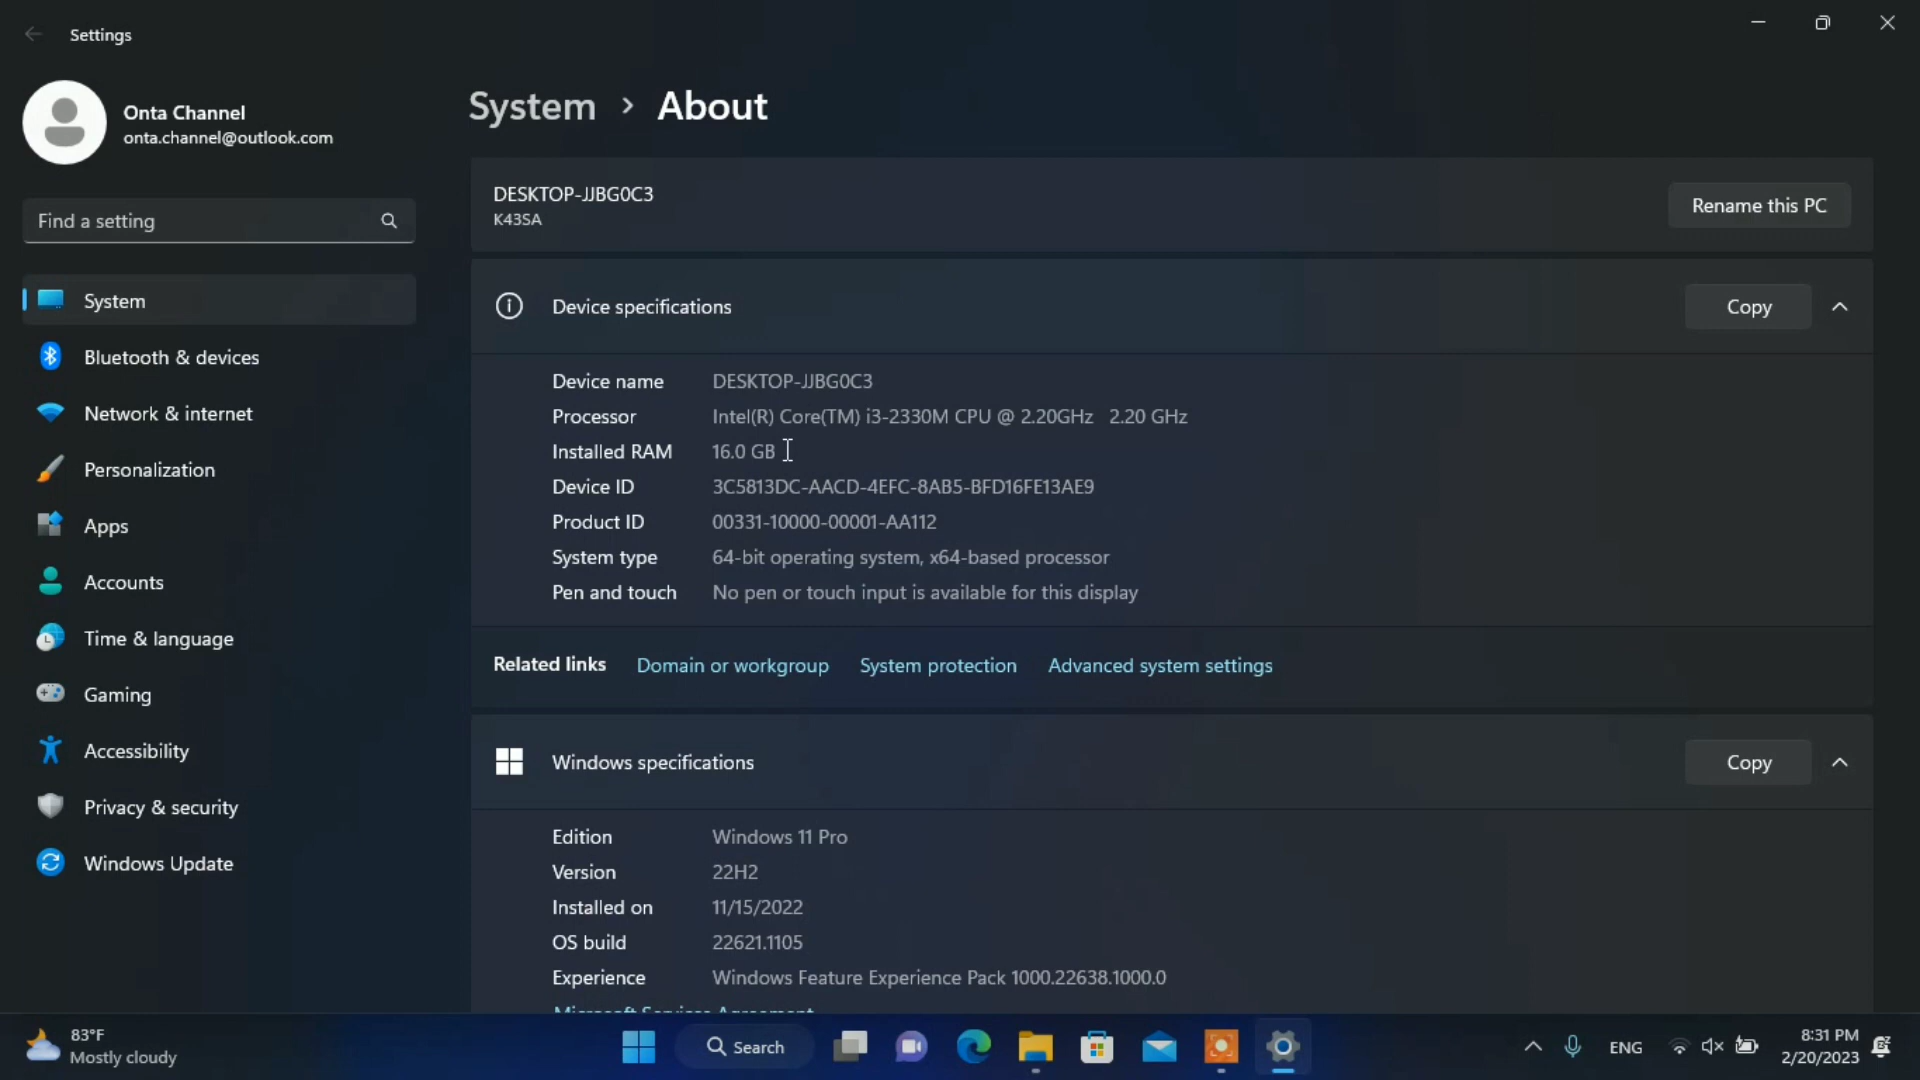 Settings
Onta Channel
onta.channel@outlook.com
Find a setting
System
Bluetooth & devices
Network & internet
Personalization
Apps
Accounts
Time & language
Gaming
Accessibility
Privacy & security
Windows Update
System › About
DESKTOP-JJBG0C3
K43SA
Rename this PC
Device specifications
Copy
Device name DESKTOP-JJBG0C3
Processor Intel(R) Core(TM) i3-2330M CPU @ 2.20GHz 2.20 GHz
Installed RAM 16.0 GB
Device ID 3C5813DC-AACD-4EFC-8AB5-BFD16FE13AE9
Product ID 00331-10000-00001-AA112
System type 64-bit operating system, x64-based processor
Pen and touch No pen or touch input is available for this display
Related links Domain or workgroup System protection Advanced system settings
Windows specifications
Copy
Edition Windows 11 Pro
Version 22H2
Installed on 11/15/2022
OS build 22621.1105
Experience Windows Feature Experience Pack 1000.22638.1000.0
Microsoft Services Agreement
83°F
Mostly cloudy
Search
ENG
8:31 PM
2/20/2023